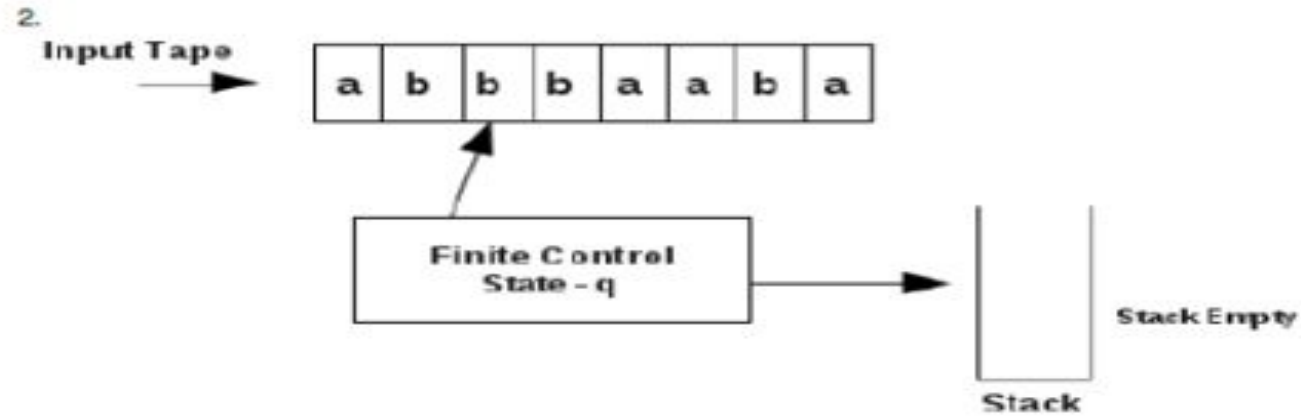 2.
Input Tape
a b b b a a b a
Finite Control
State - q
Stack Empty
Stack